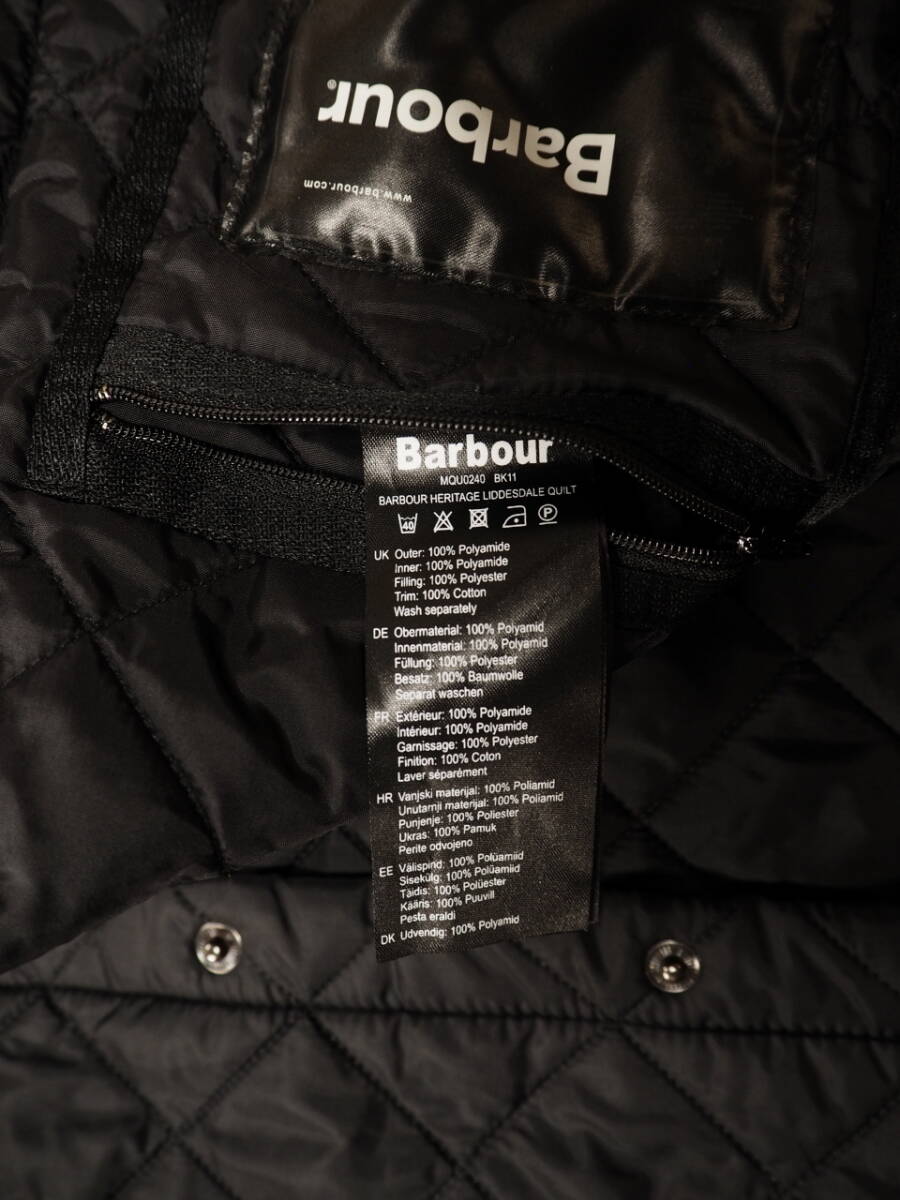 Barbour®
www.barbour.com
Barbour
MQU0240 BK11
BARBOUR HERITAGE LIDDESDALE QUILT
40 P
UK Outer: 100% Polyamide
Inner: 100% Polyamide
Filling: 100% Polyester
Trim: 100% Cotton
Wash separately
DE Obermaterial: 100% Polyamid
Innenmaterial: 100% Polyamid
Füllung: 100% Polyester
Besatz: 100% Baumwolle
Separat waschen
FR Extérieur: 100% Polyamide
Intérieur: 100% Polyamide
Garnissage: 100% Polyester
Finition: 100% Coton
Laver séparément
HR Vanjski materijal: 100% Poliamid
Unutarnji materijal: 100% Poliamid
Punjenje: 100% Poliester
Ukras: 100% Pamuk
Perite odvojeno
EE Välispind: 100% Polüamiid
Sisekülg: 100% Polüamiid
Täidis: 100% Polüester
Kääris: 100% Puuvill
Pesta eraldi
DK Udvendig: 100% Polyamid